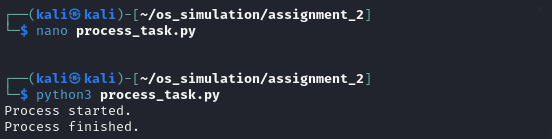 ┌──(kali㉿kali)-[~/os_simulation/assignment_2]
└─$ nano process_task.py
┌──(kali㉿kali)-[~/os_simulation/assignment_2]
└─$ python3 process_task.py
Process started.
Process finished.